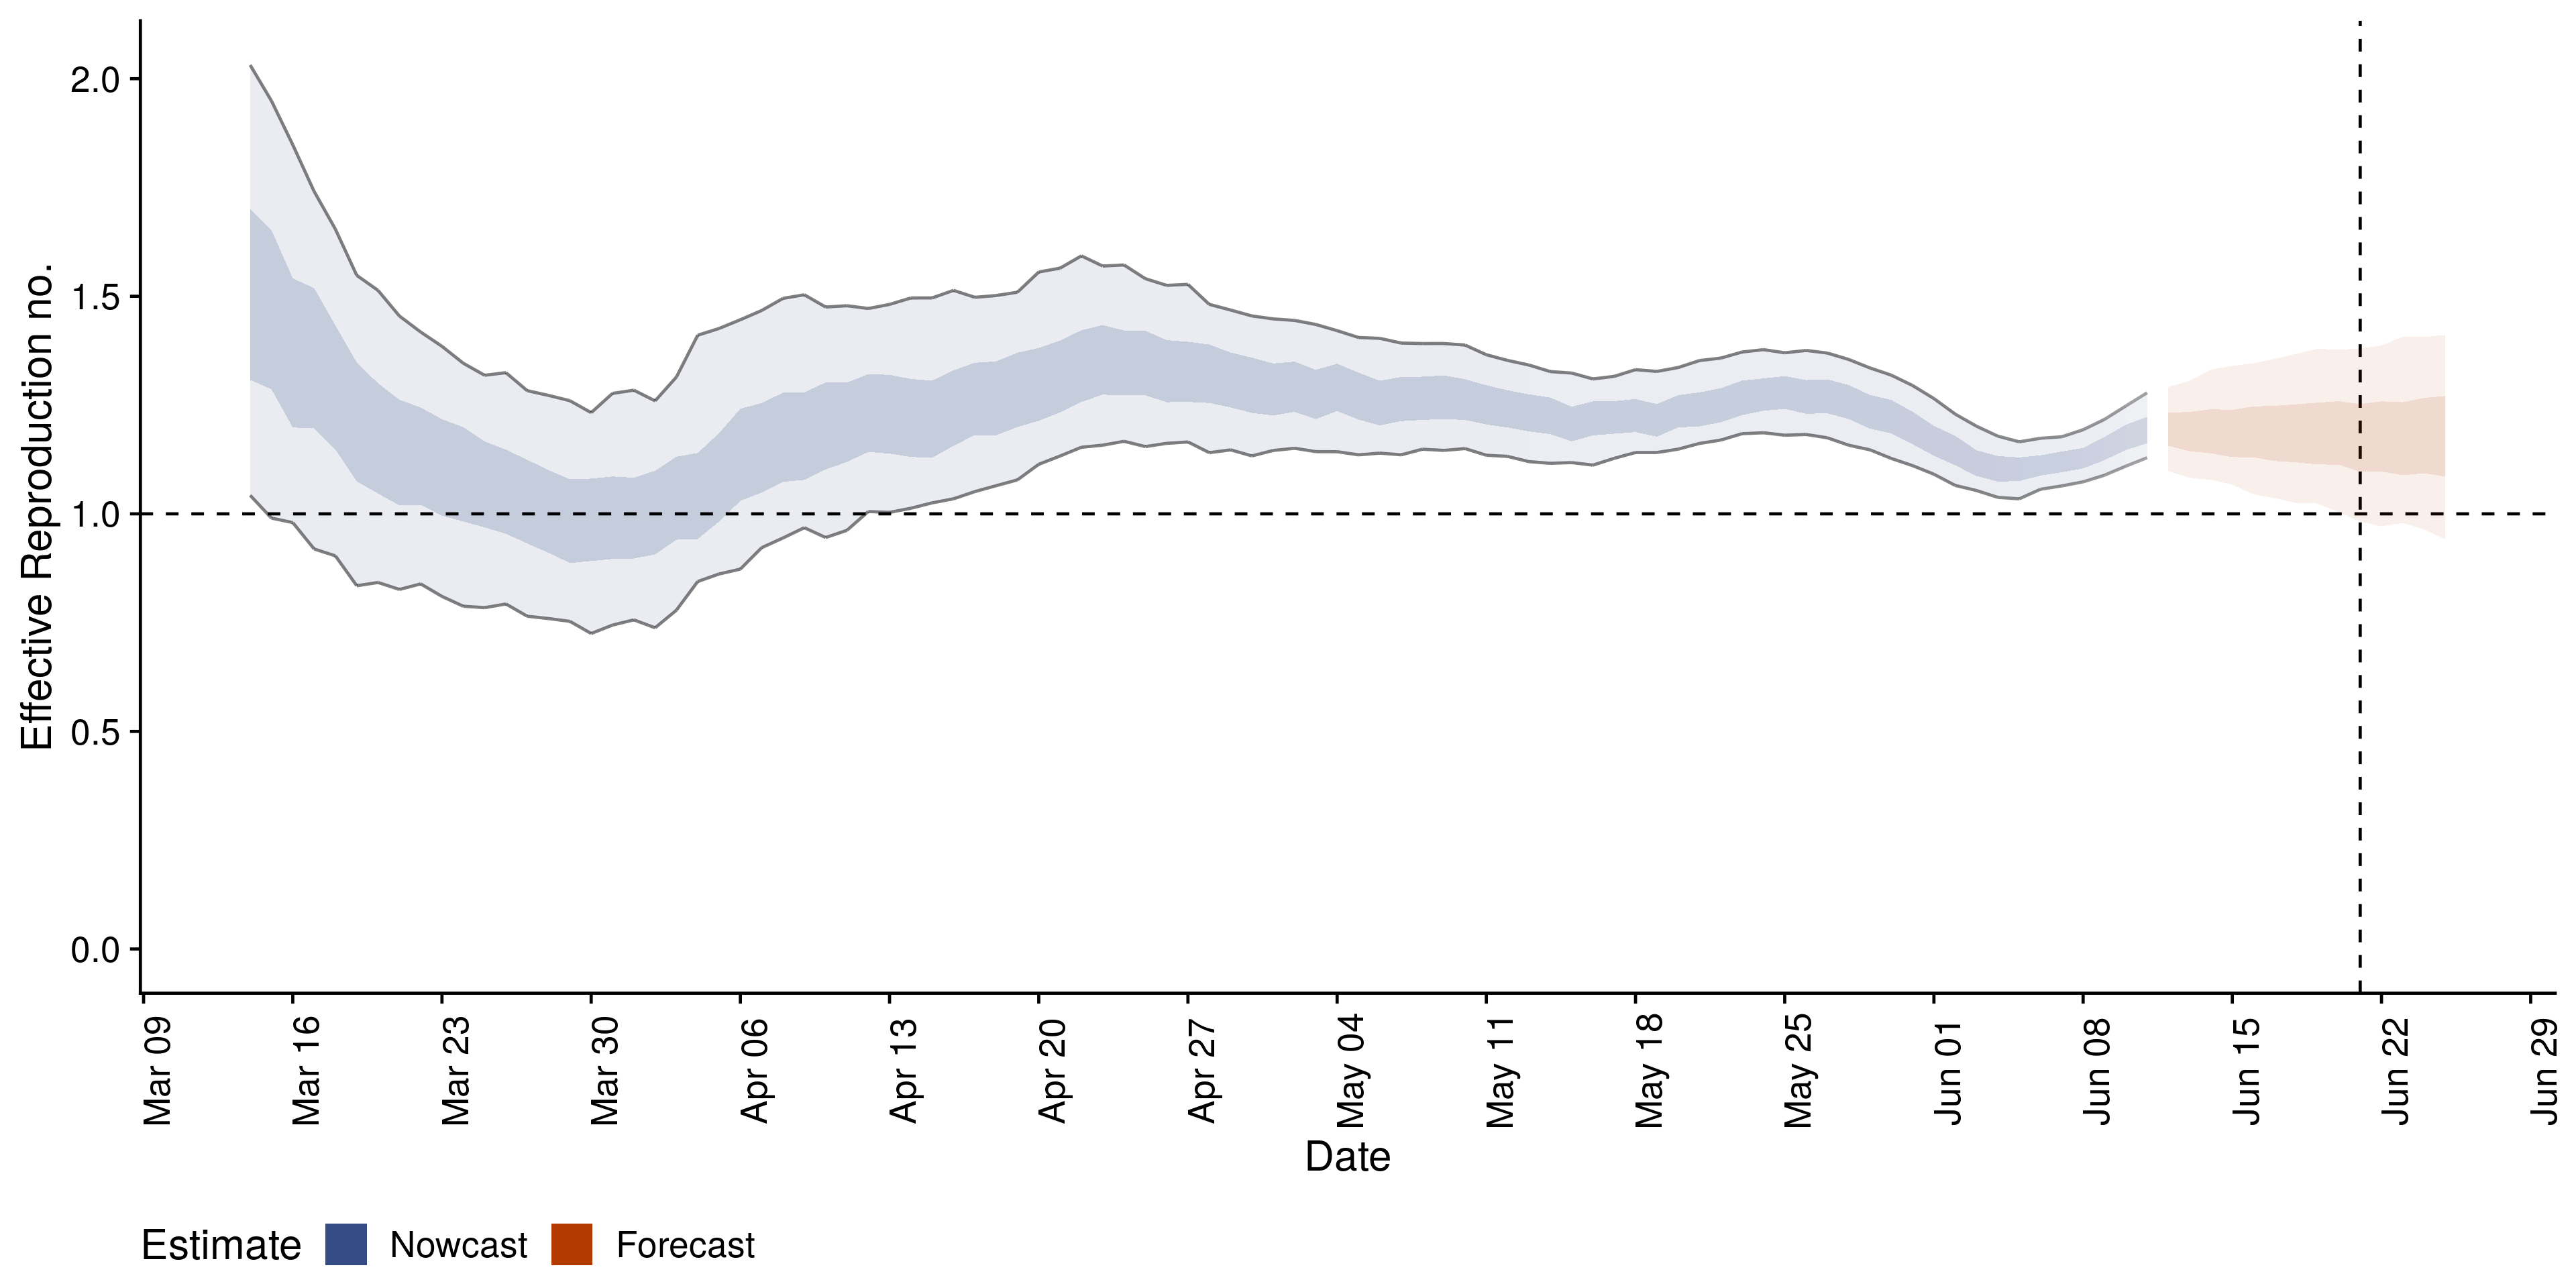 Effective Reproduction no.
2.0
1.5
1.0
0.5
0.0
Mar 09
Mar 16
Mar 23
Mar 30
Apr 06
Apr 13
Apr 20
Apr 27
May 04
May 11
May 18
May 25
Jun 01
Jun 08
Jun 15
Jun 22
Jun 29
Date
Estimate Nowcast Forecast